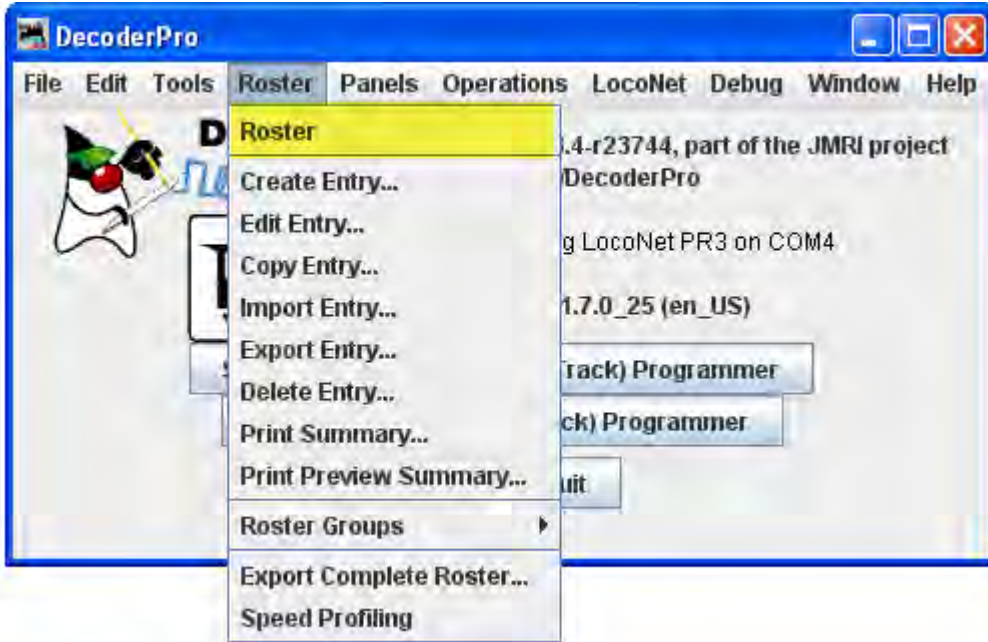 DecoderPro
File Edit Tools Roster Panels Operations LocoNet Debug Window Help
Roster
.4-r23744, part of the JMRI project
Create Entry...
/DecoderPro
Edit Entry...
g LocoNet PR3 on COM4
Copy Entry...
Import Entry...
1.7.0_25 (en_US)
Export Entry...
rack) Programmer
Delete Entry...
Print Summary...
ck) Programmer
Print Preview Summary...
uit
Roster Groups
Export Complete Roster...
Speed Profiling